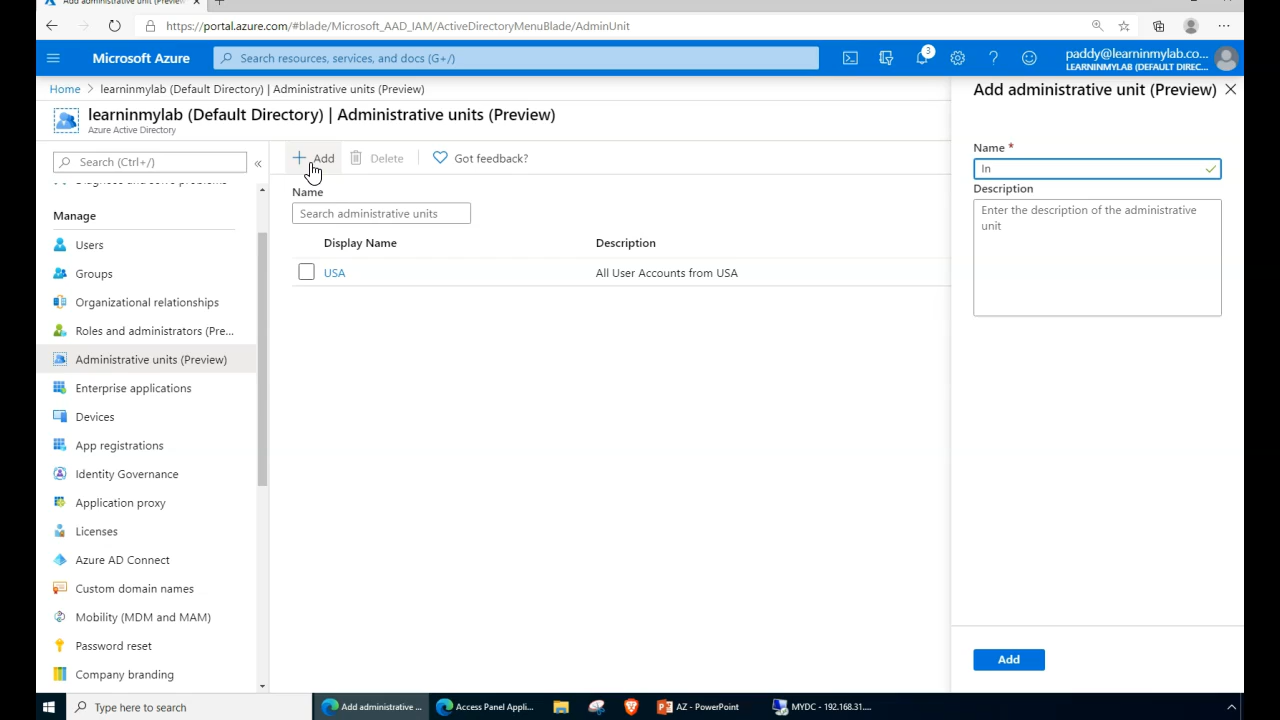 Add administrative unit (Preview)
https://portal.azure.com/#blade/Microsoft_AAD_IAM/ActiveDirectoryMenuBlade/AdminUnit
Microsoft Azure
Search resources, services, and docs (G+/)
3
paddy@learninmylab.co...
LEARNINMYLAB (DEFAULT DIREC...
Home > learninmylab (Default Directory) | Administrative units (Preview)
learninmylab (Default Directory) | Administrative units (Preview)
Azure Active Directory
Search (Ctrl+/)
«
Diagnose and solve problems
Manage
Users
Groups
Organizational relationships
Roles and administrators (Pre...
Administrative units (Preview)
Enterprise applications
Devices
App registrations
Identity Governance
Application proxy
Licenses
Azure AD Connect
Custom domain names
Mobility (MDM and MAM)
Password reset
Company branding
+ Add
Delete
Got feedback?
Name
Search administrative units
Display Name Description
USA All User Accounts from USA
Add administrative unit (Preview)
Name *
In
Description
Enter the description of the administrative
unit
Add
Type here to search
Add administrative ...
Access Panel Appli...
AZ - PowerPoint
MYDC - 192.168.31....